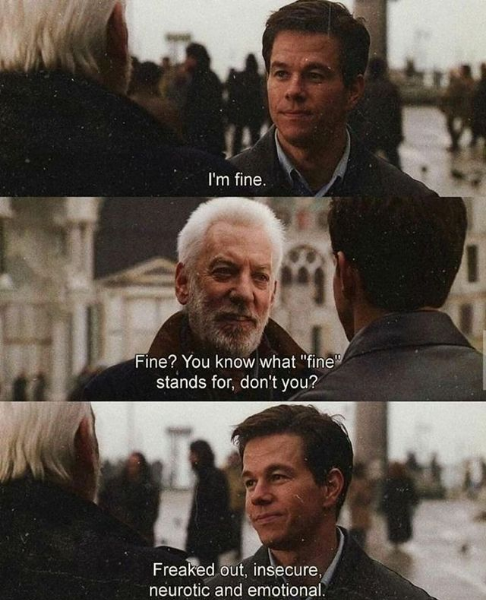 I'm fine.
Fine? You know what "fine"
stands for, don't you?
Freaked out, insecure,
neurotic and emotional.